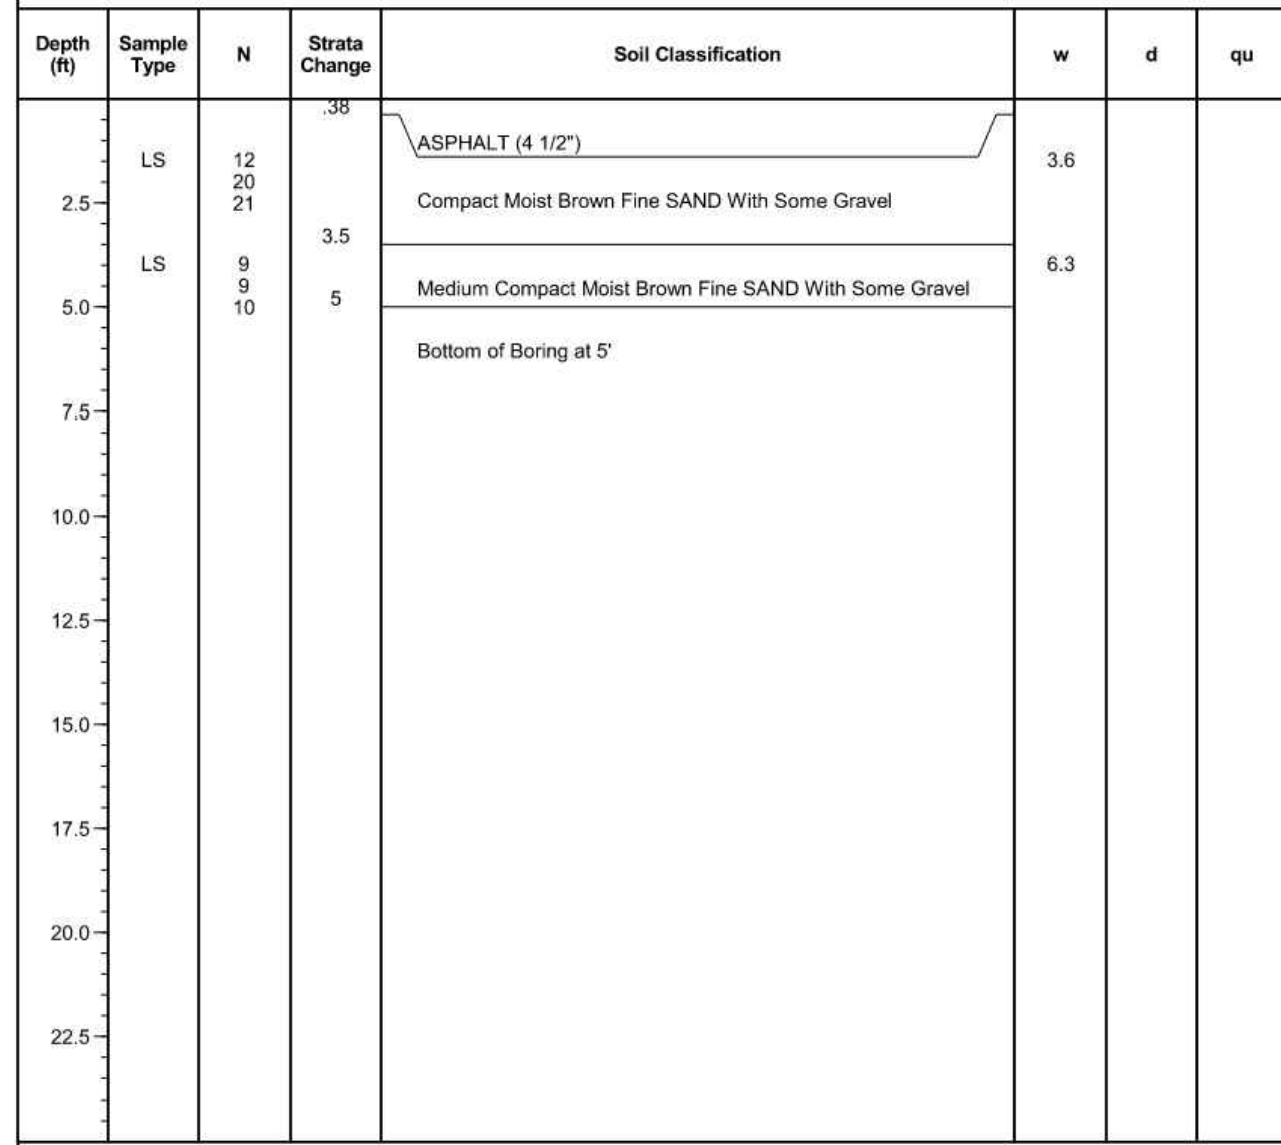 Depth (ft) Sample Type N Strata Change Soil Classification w d qu
.38
ASPHALT (4 1/2")
LS 12 3.6
20
2.5 21 Compact Moist Brown Fine SAND With Some Gravel
3.5
LS 9 6.3
9 Medium Compact Moist Brown Fine SAND With Some Gravel
5
5.0 10
Bottom of Boring at 5'
7.5
10.0
12.5
15.0
17.5
20.0
22.5